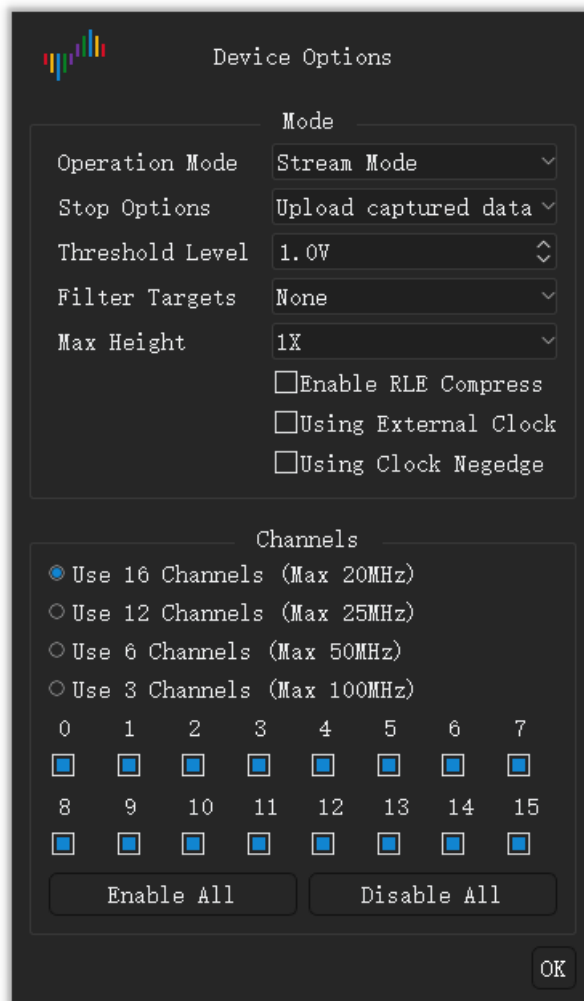 Device Options
Mode
Operation Mode Stream Mode
Stop Options Upload captured data
Threshold Level 1.0V
Filter Targets None
Max Height 1X
Enable RLE Compress
Using External Clock
Using Clock Negedge
Channels
Use 16 Channels (Max 20MHz)
Use 12 Channels (Max 25MHz)
Use 6 Channels (Max 50MHz)
Use 3 Channels (Max 100MHz)
0 1 2 3 4 5 6 7
8 9 10 11 12 13 14 15
Enable All Disable All
OK